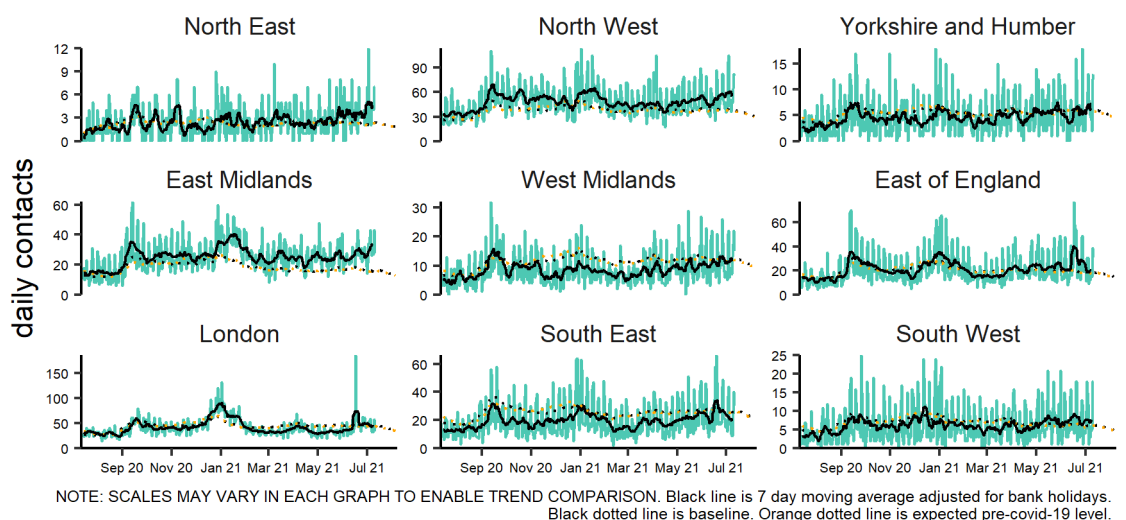 North East
North West
Yorkshire and Humber
12
9
6
3
0
90
60
30
0
15
10
5
0
daily contacts
East Midlands
West Midlands
East of England
60
40
20
0
30
20
10
0
60
40
20
0
London
South East
South West
150
100
50
0
60
40
20
0
25
20
15
10
5
0
Sep 20 Nov 20 Jan 21 Mar 21 May 21 Jul 21
Sep 20 Nov 20 Jan 21 Mar 21 May 21 Jul 21
Sep 20 Nov 20 Jan 21 Mar 21 May 21 Jul 21
NOTE: SCALES MAY VARY IN EACH GRAPH TO ENABLE TREND COMPARISON. Black line is 7 day moving average adjusted for bank holidays.
Black dotted line is baseline. Orange dotted line is expected pre-covid-19 level.